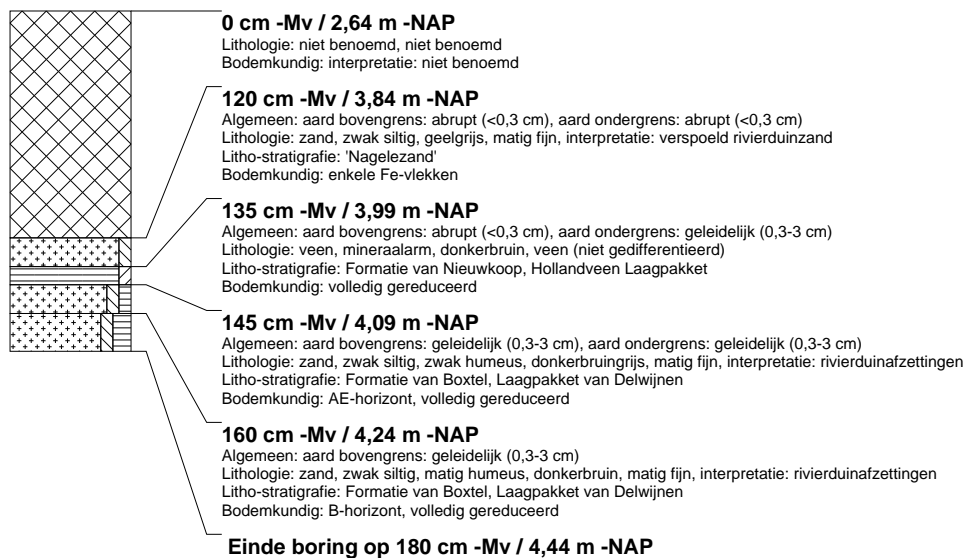 0 cm -Mv / 2,64 m -NAP
Lithologie: niet benoemd, niet benoemd
Bodemkundig: interpretatie: niet benoemd
120 cm -Mv / 3,84 m -NAP
Algemeen: aard bovengrens: abrupt (<0,3 cm), aard ondergrens: abrupt (<0,3 cm)
Lithologie: zand, zwak siltig, geelgrijs, matig fijn, interpretatie: verspoeld rivierduinzand
Litho-stratigrafie: 'Nagelezand'
Bodemkundig: enkele Fe-vlekken
135 cm -Mv / 3,99 m -NAP
Algemeen: aard bovengrens: abrupt (<0,3 cm), aard ondergrens: geleidelijk (0,3-3 cm)
Lithologie: veen, mineraalarm, donkerbruin, veen (niet gedifferentieerd)
Litho-stratigrafie: Formatie van Nieuwkoop, Hollandveen Laagpakket
Bodemkundig: volledig gereduceerd
145 cm -Mv / 4,09 m -NAP
Algemeen: aard bovengrens: geleidelijk (0,3-3 cm), aard ondergrens: geleidelijk (0,3-3 cm)
Lithologie: zand, zwak siltig, zwak humeus, donkerbruingrijs, matig fijn, interpretatie: rivierduinafzettingen
Litho-stratigrafie: Formatie van Boxtel, Laagpakket van Delwijnen
Bodemkundig: AE-horizont, volledig gereduceerd
160 cm -Mv / 4,24 m -NAP
Algemeen: aard bovengrens: geleidelijk (0,3-3 cm)
Lithologie: zand, zwak siltig, matig humeus, donkerbruin, matig fijn, interpretatie: rivierduinafzettingen
Litho-stratigrafie: Formatie van Boxtel, Laagpakket van Delwijnen
Bodemkundig: B-horizont, volledig gereduceerd
Einde boring op 180 cm -Mv / 4,44 m -NAP